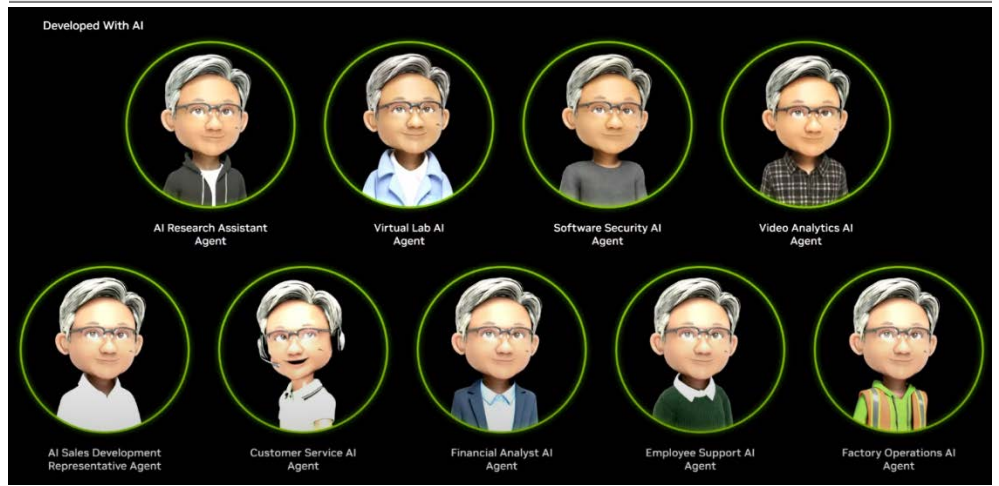 Developed With AI
AI Research Assistant
Agent
Virtual Lab AI
Agent
Software Security AI
Agent
Video Analytics AI
Agent
AI Sales Development
Representative Agent
Customer Service AI
Agent
Financial Analyst AI
Agent
Employee Support AI
Agent
Factory Operations AI
Agent